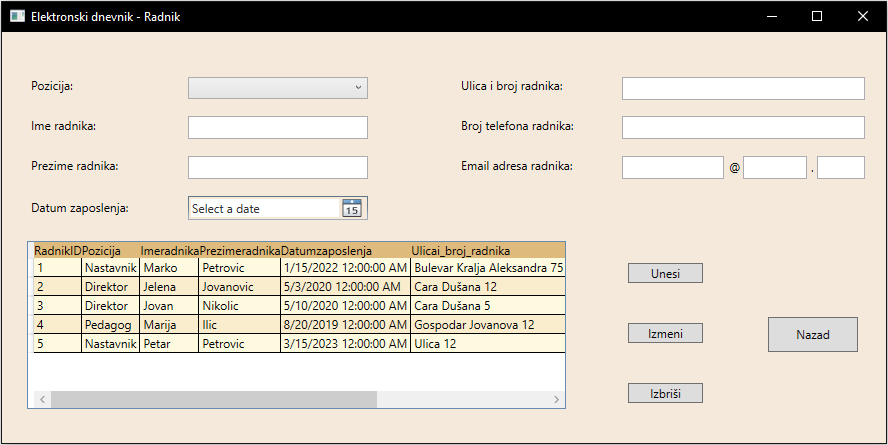 Elektronski dnevnik - Radnik
Pozicija:
Ulica i broj radnika:
Ime radnika:
Broj telefona radnika:
Prezime radnika:
Email adresa radnika:
@
.
Datum zaposlenja:
Select a date
15
RadnikID Pozicija Imeradnika Prezimeradnika Datumzaposlenja Ulicai_broj_radnika
1 Nastavnik Marko Petrovic 1/15/2022 12:00:00 AM Bulevar Kralja Aleksandra 75
2 Direktor Jelena Jovanovic 5/3/2020 12:00:00 AM Cara Dušana 12
3 Direktor Jovan Nikolic 5/10/2020 12:00:00 AM Cara Dušana 5
4 Pedagog Marija Ilic 8/20/2019 12:00:00 AM Gospodar Jovanova 12
5 Nastavnik Petar Petrovic 3/15/2023 12:00:00 AM Ulica 12
Unesi
Izmeni
Nazad
Izbriši